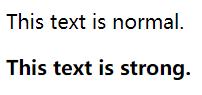 This text is normal.
This text is strong.